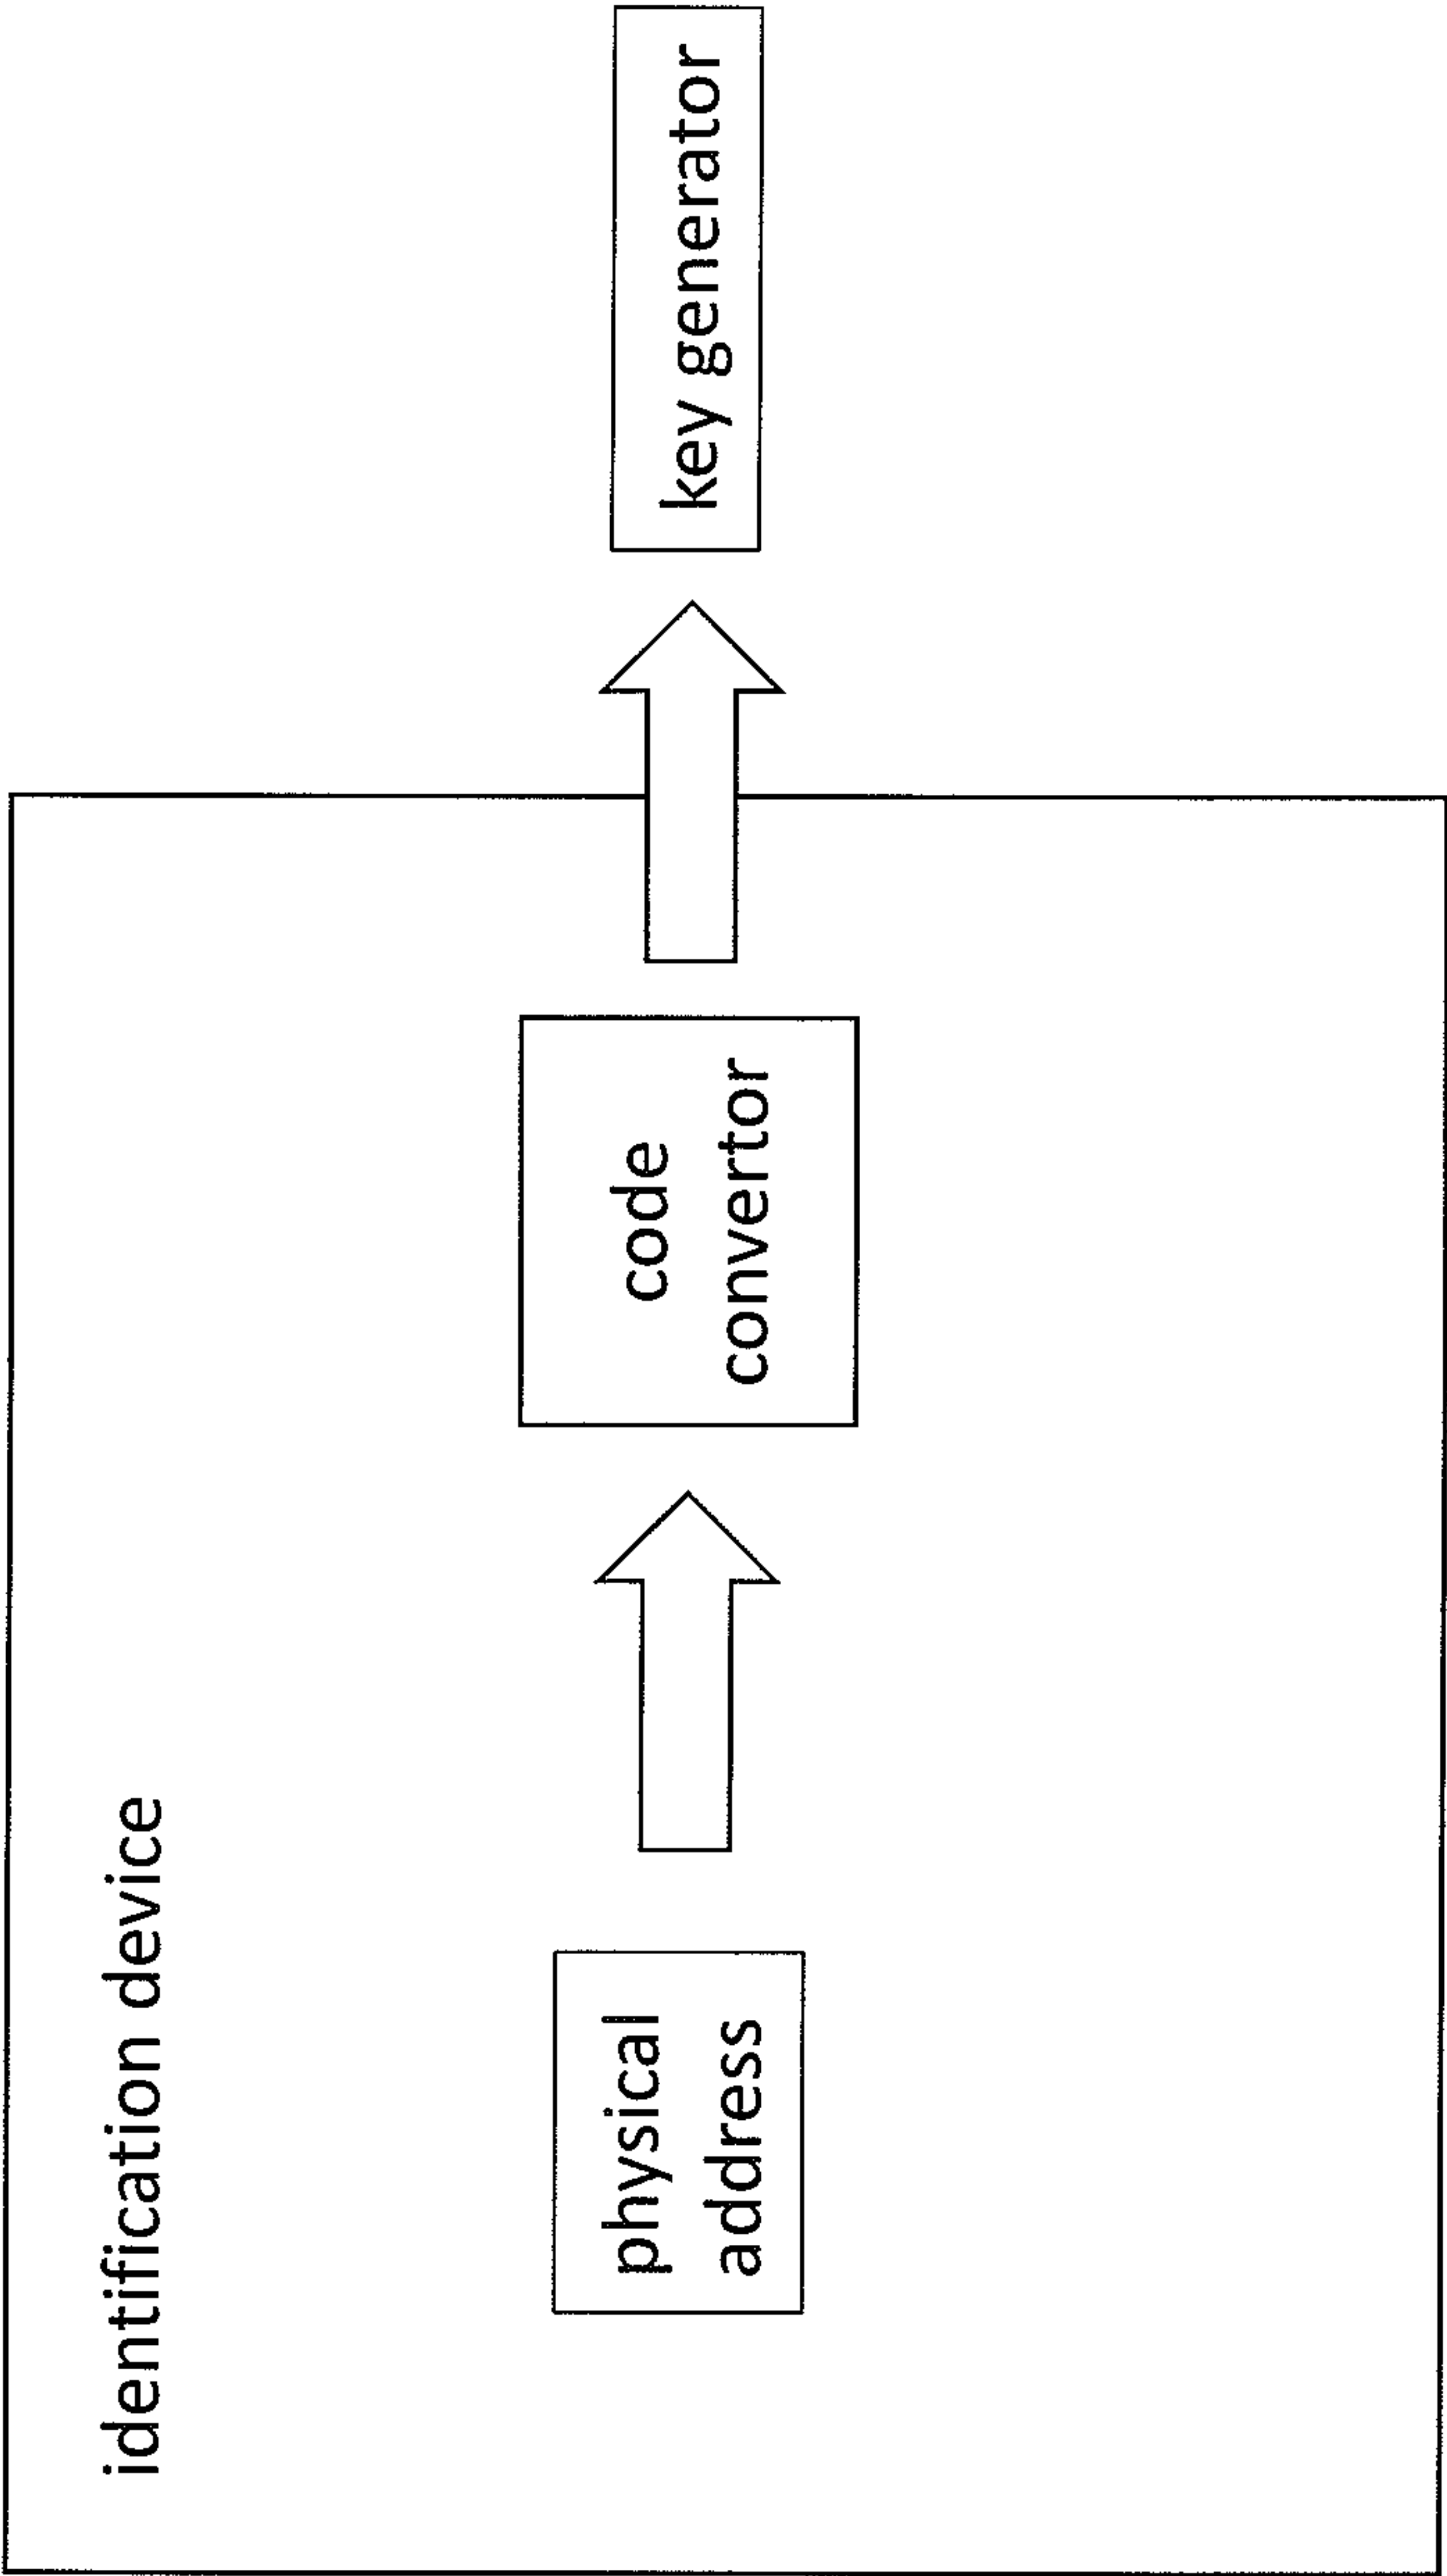 identification device
physical
address
code
convertor
key generator